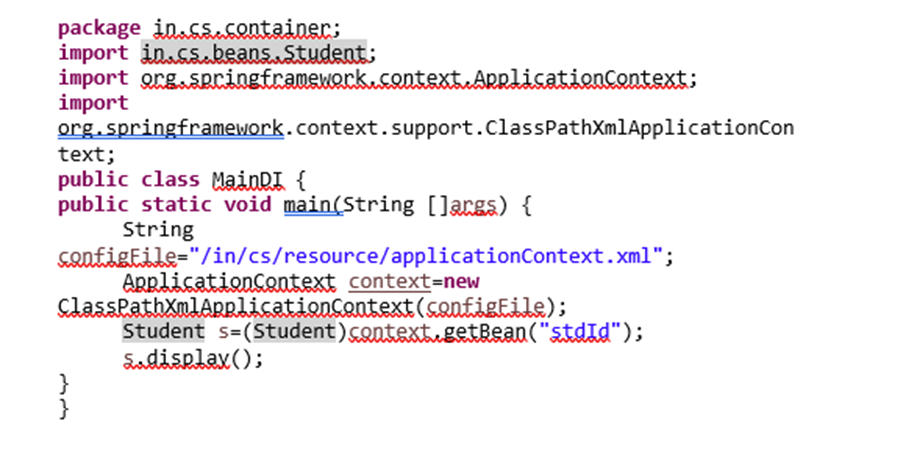 package in.cs.container;
import in.cs.beans.Student;
import org.springframework.context.ApplicationContext;
import
org.springframework.context.support.ClassPathXmlApplicationCon
text;
public class MainDI {
public static void main(String []args) {
String
configFile="/in/cs/resource/applicationContext.xml";
ApplicationContext context=new
ClassPathXmlApplicationContext(configFile);
Student s=(Student)context.getBean("stdId");
s.display();
}
}